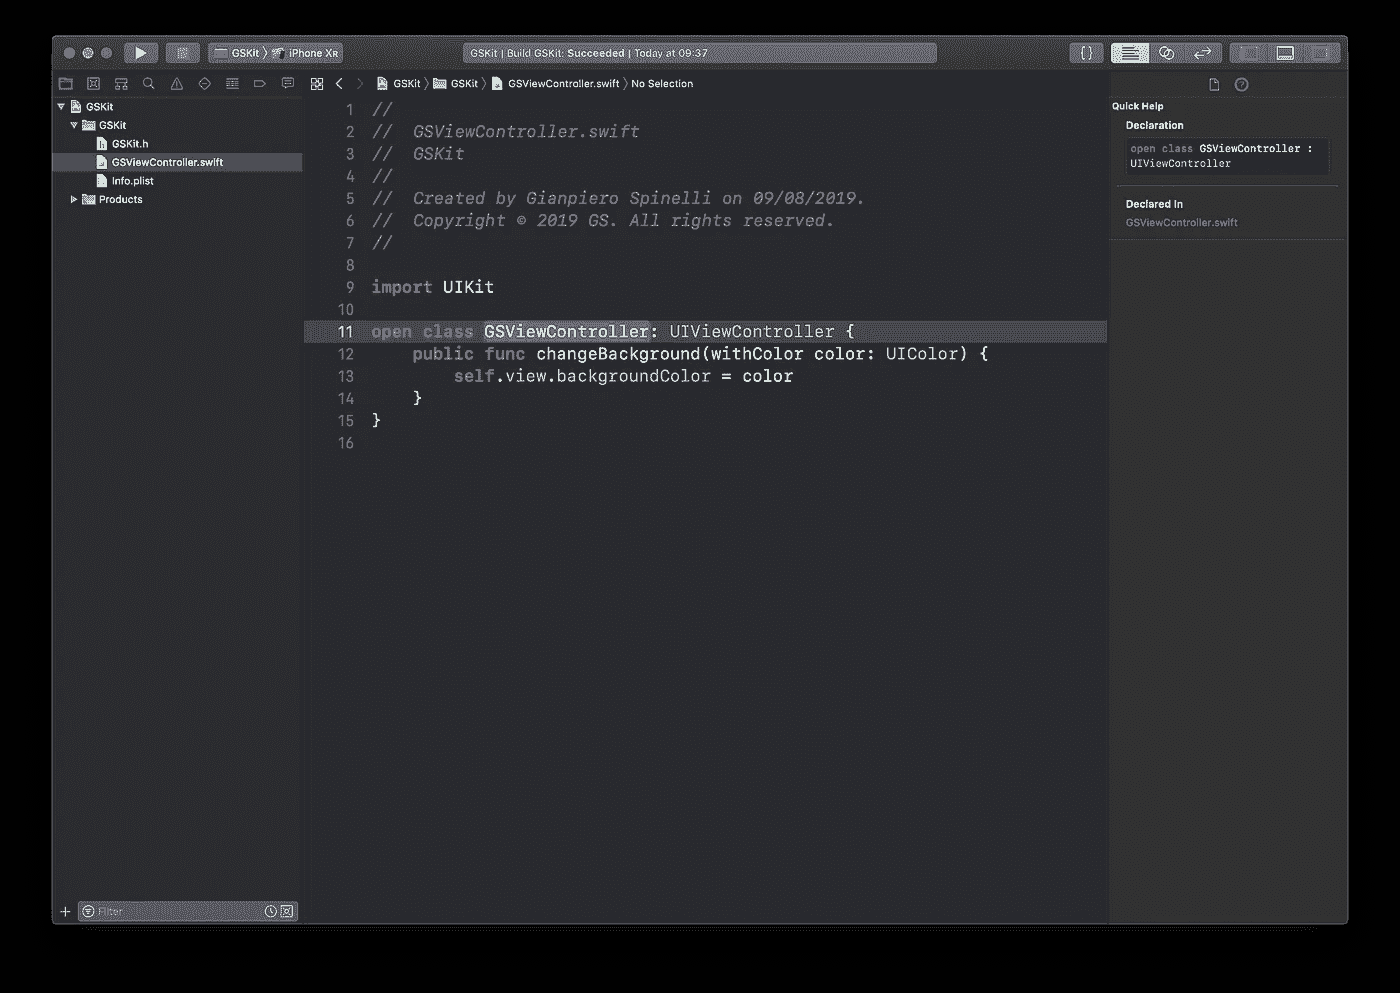 GSKit 〉 iPhone XR
GSKit | Build GSKit: Succeeded | Today at 09:37
{}
GSKit
GSKit
GSKit.h
GSViewController.swift
Info.plist
Products
Filter
GSKit 〉 GSKit 〉 GSViewController.swift 〉 No Selection
1 //
2 //  GSViewController.swift
3 //  GSKit
4 //
5 //  Created by Gianpiero Spinelli on 09/08/2019.
6 //  Copyright © 2019 GS. All rights reserved.
7 //
8
9 import UIKit
10
11 open class GSViewController: UIViewController {
12     public func changeBackground(withColor color: UIColor) {
13         self.view.backgroundColor = color
14     }
15 }
16
Quick Help
Declaration
open class GSViewController :
UIViewController
Declared In
GSViewController.swift